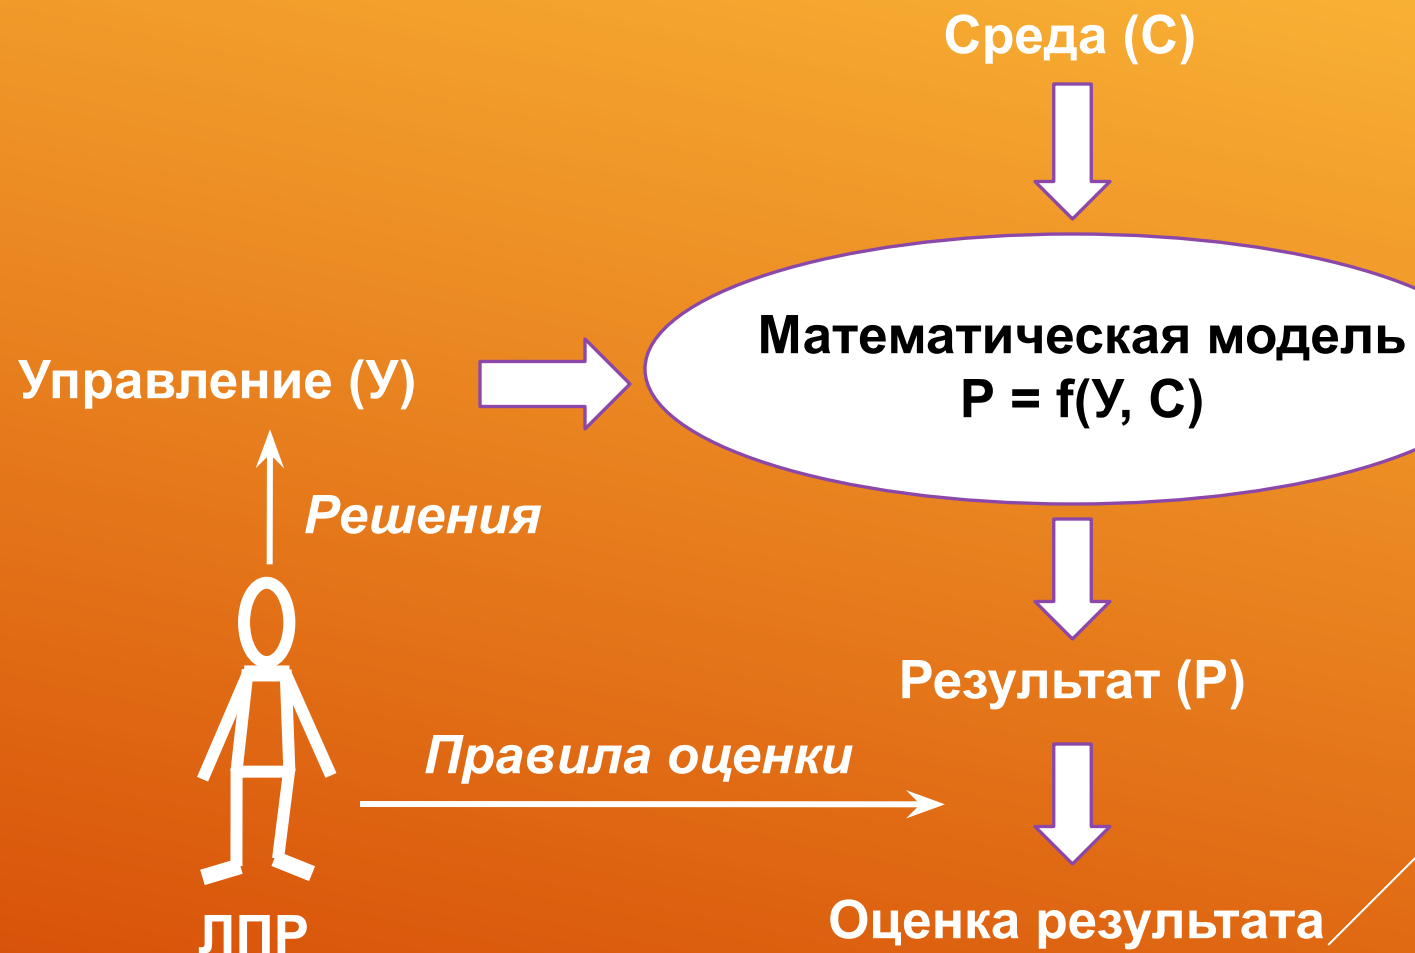 Среда (С)
Математическая модель
Р = f(У, С)
Управление (У)
Решения
Результат (Р)
Правила оценки
Оценка результата
ЛПР